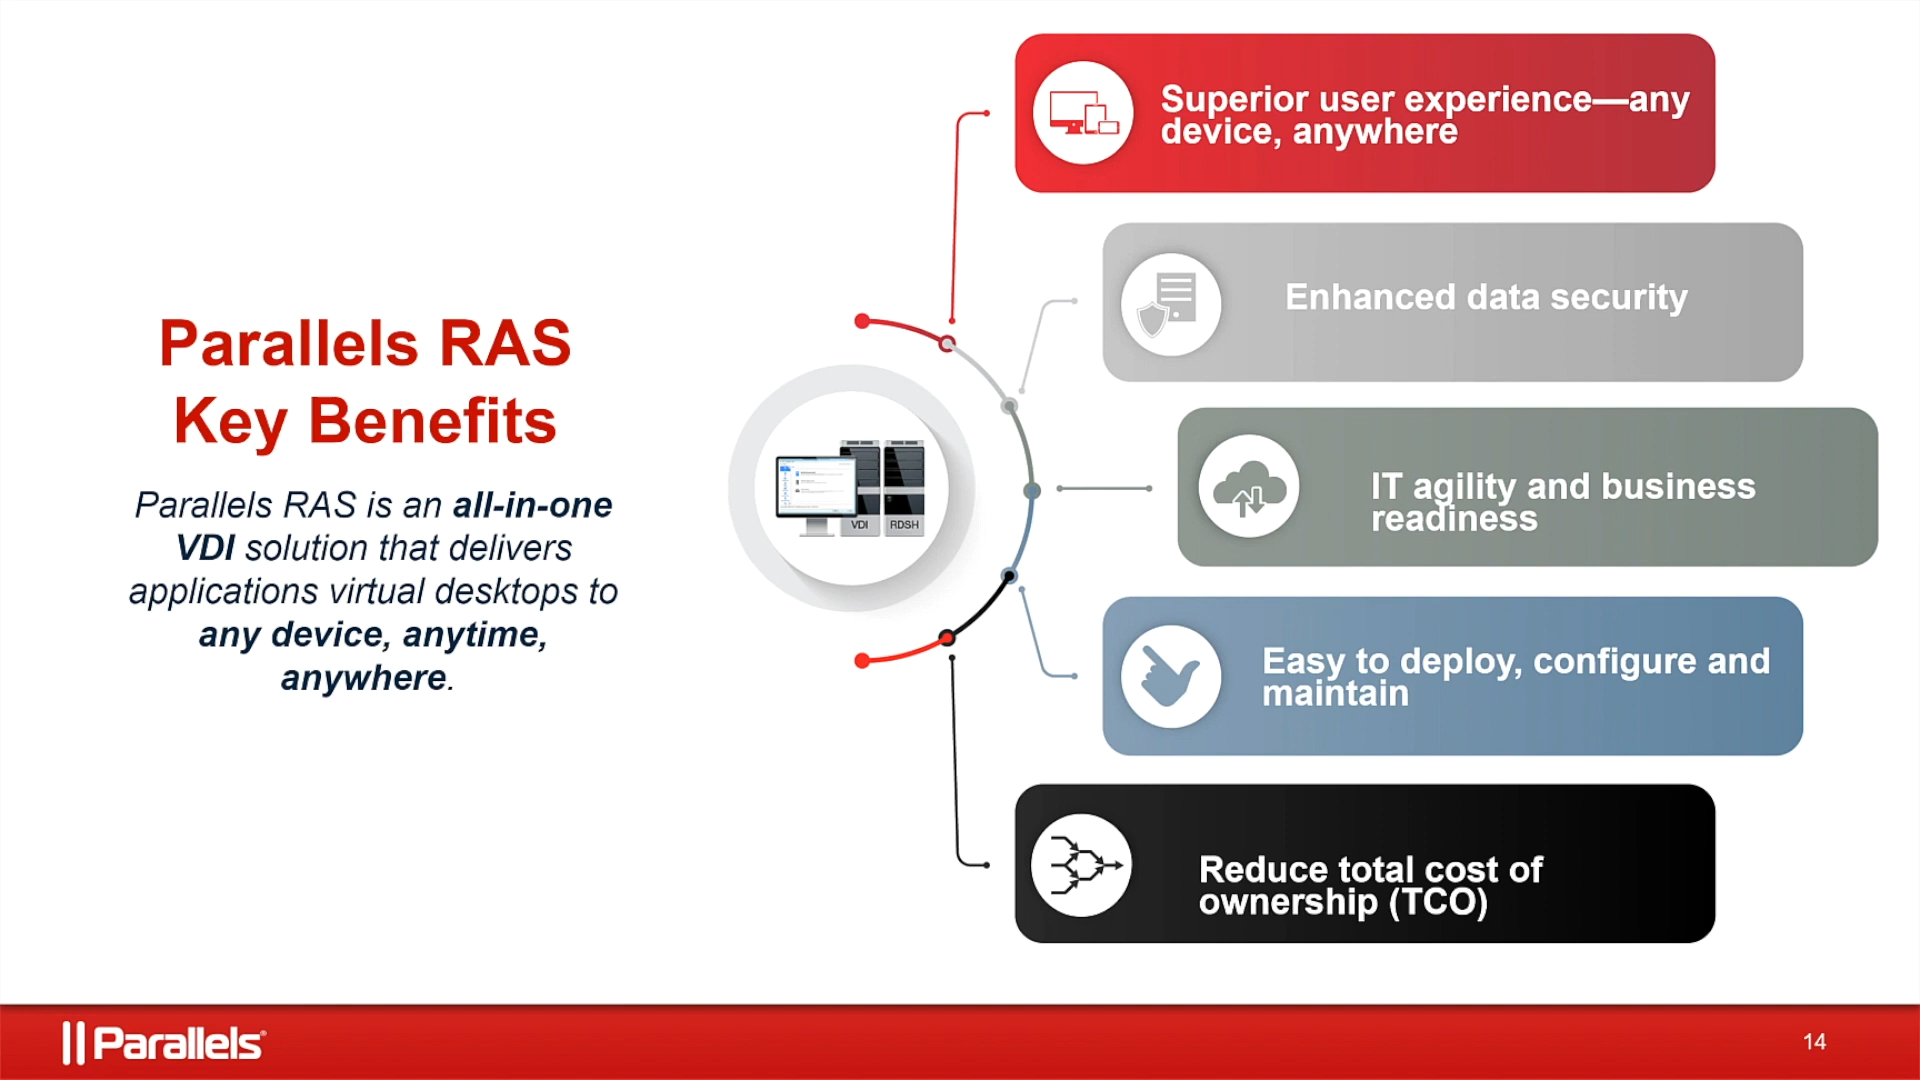 Parallels RAS
Key Benefits
Parallels RAS is an all-in-one
VDI solution that delivers
applications virtual desktops to
any device, anytime,
anywhere.
VDI
RDSH
Superior user experience—any
device, anywhere
Enhanced data security
IT agility and business
readiness
Easy to deploy, configure and
maintain
Reduce total cost of
ownership (TCO)
Parallels®
14